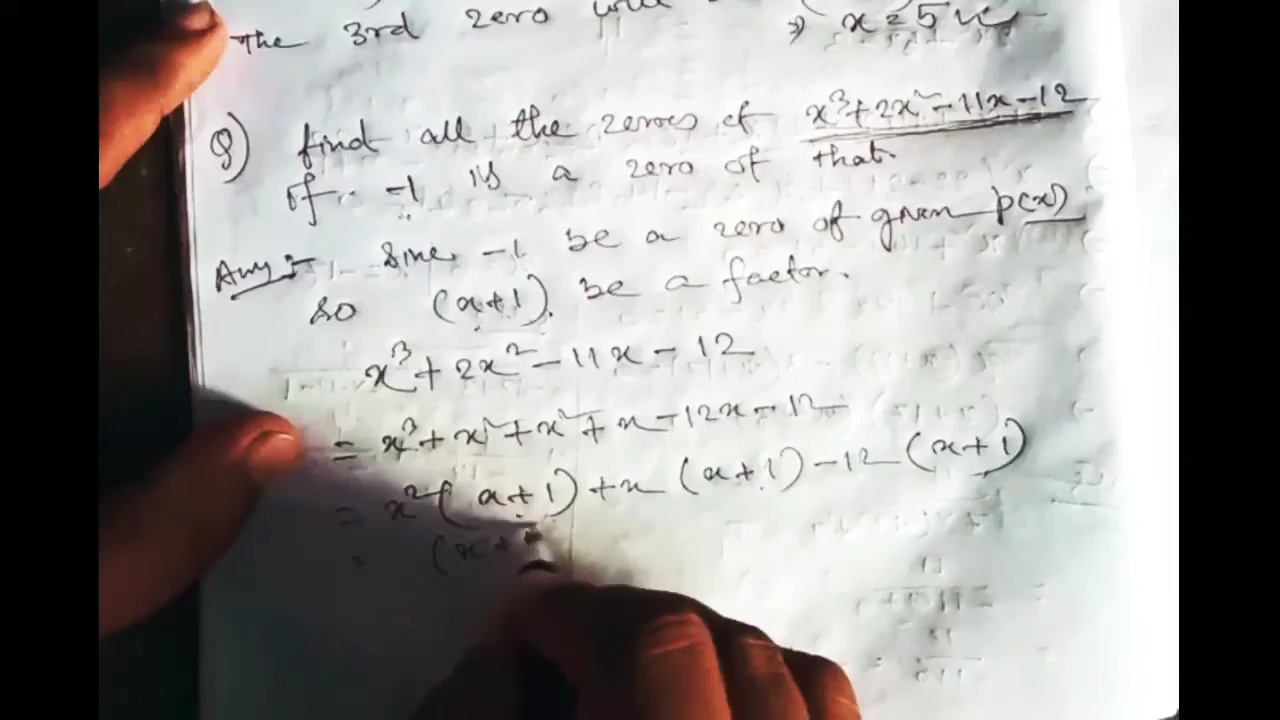 The 3rd zero will
⇒ x = 5
Q) find all the zeroes of x³+2x²-11x-12
if -1 is a zero of that.
Ans:- Since -1 be a zero of given p(x)
so (x+1) be a factor.
x³+2x²-11x-12
= x³+x²+x²+x-12x-12
= x²(x+1)+x(x+1)-12(x+1)
= (x+